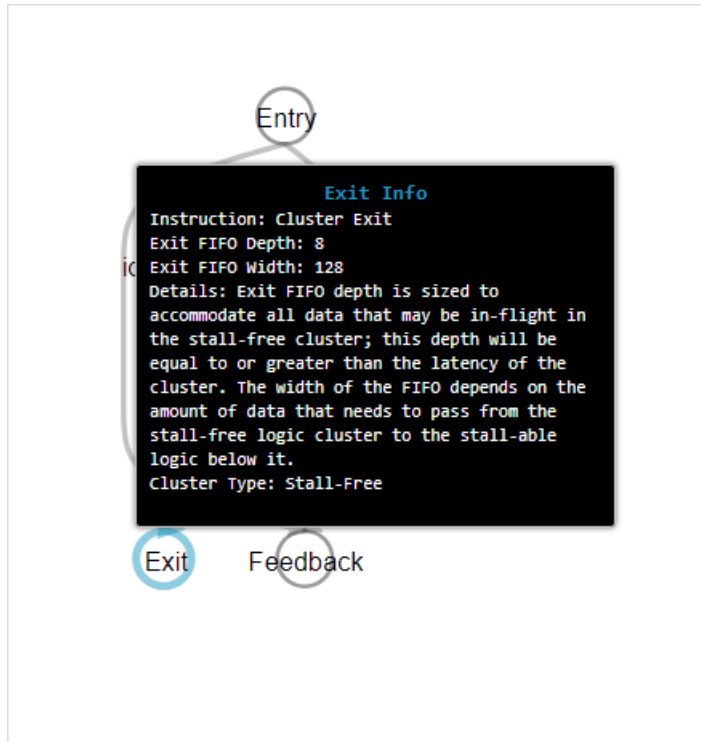 Entry
Exit Info
Instruction: Cluster Exit
Exit FIFO Depth: 8
Exit FIFO Width: 128
Details: Exit FIFO depth is sized to
accommodate all data that may be in-flight in
the stall-free cluster; this depth will be
equal to or greater than the latency of the
cluster. The width of the FIFO depends on the
amount of data that needs to pass from the
stall-free logic cluster to the stall-able
logic below it.
Cluster Type: Stall-Free
Exit Feedback